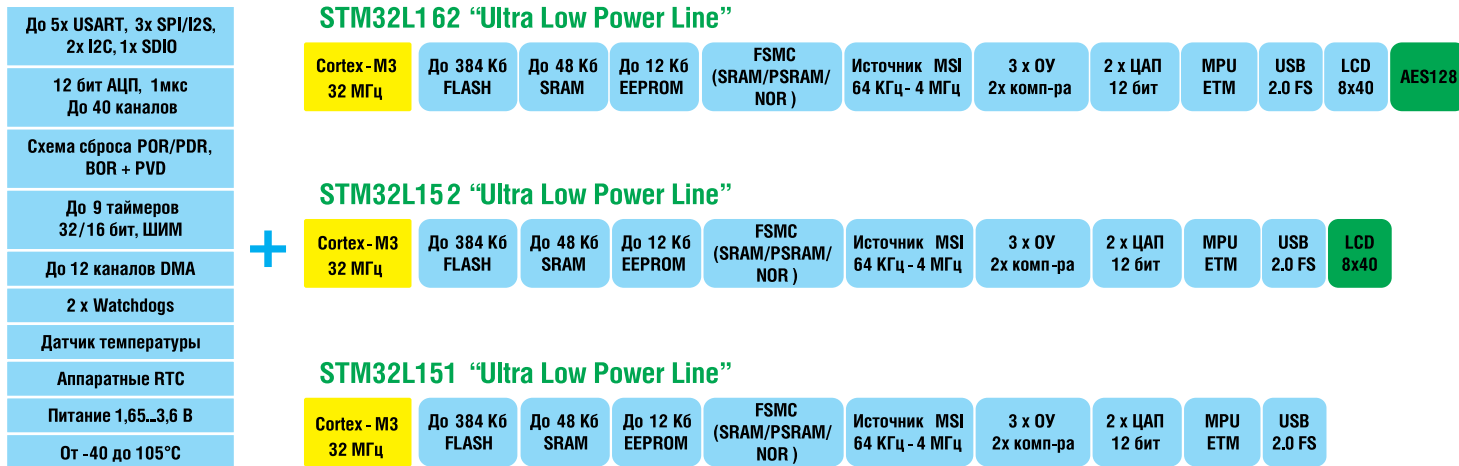 До 5x USART, 3x SPI/I2S,
2x I2C, 1x SDIO
12 бит АЦП, 1мкс
До 40 каналов
Схема сброса POR/PDR,
BOR + PVD
До 9 таймеров
32/16 бит, ШИМ
До 12 каналов DMA
2 x Watchdogs
Датчик температуры
Аппаратные RTC
Питание 1,65...3,6 В
От -40 до 105°C
+
STM32L162 “Ultra Low Power Line”
Cortex-M3
32 МГц
До 384 Кб
FLASH
До 48 Кб
SRAM
До 12 Кб
EEPROM
FSMC
(SRAM/PSRAM/
NOR )
Источник MSI
64 КГц- 4 МГц
3 x ОУ
2x комп-ра
2 x ЦАП
12 бит
MPU
ETM
USB
2.0 FS
LCD
8x40
AES128
STM32L152 “Ultra Low Power Line”
Cortex-M3
32 МГц
До 384 Кб
FLASH
До 48 Кб
SRAM
До 12 Кб
EEPROM
FSMC
(SRAM/PSRAM/
NOR )
Источник MSI
64 КГц- 4 МГц
3 x ОУ
2x комп-ра
2 x ЦАП
12 бит
MPU
ETM
USB
2.0 FS
LCD
8x40
STM32L151 “Ultra Low Power Line”
Cortex-M3
32 МГц
До 384 Кб
FLASH
До 48 Кб
SRAM
До 12 Кб
EEPROM
FSMC
(SRAM/PSRAM/
NOR )
Источник MSI
64 КГц- 4 МГц
3 x ОУ
2x комп-ра
2 x ЦАП
12 бит
MPU
ETM
USB
2.0 FS